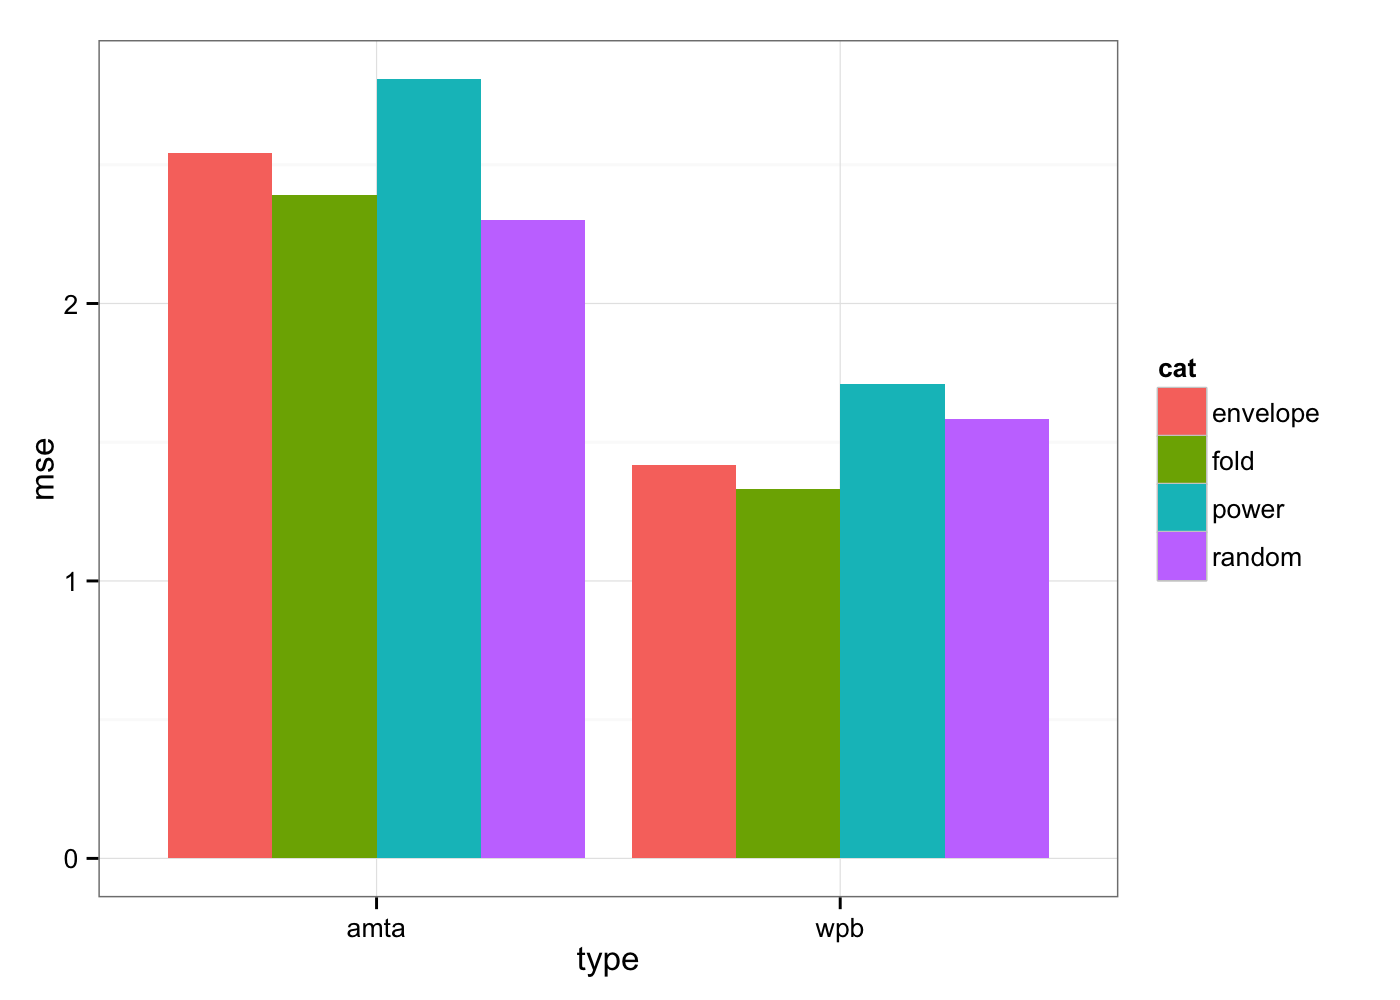 mse
2
1
0
amta
wpb
type
cat
envelope
fold
power
random